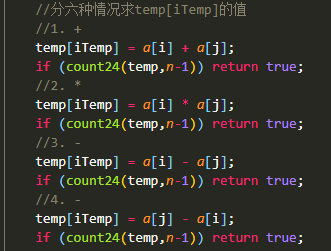 //分六种情况求temp[iTemp]的值
//1. +
temp[iTemp] = a[i] + a[j];
if (count24(temp,n-1)) return true;
//2. *
temp[iTemp] = a[i] * a[j];
if (count24(temp,n-1)) return true;
//3. -
temp[iTemp] = a[i] - a[j];
if (count24(temp,n-1)) return true;
//4. -
temp[iTemp] = a[j] - a[i];
if (count24(temp,n-1)) return true;